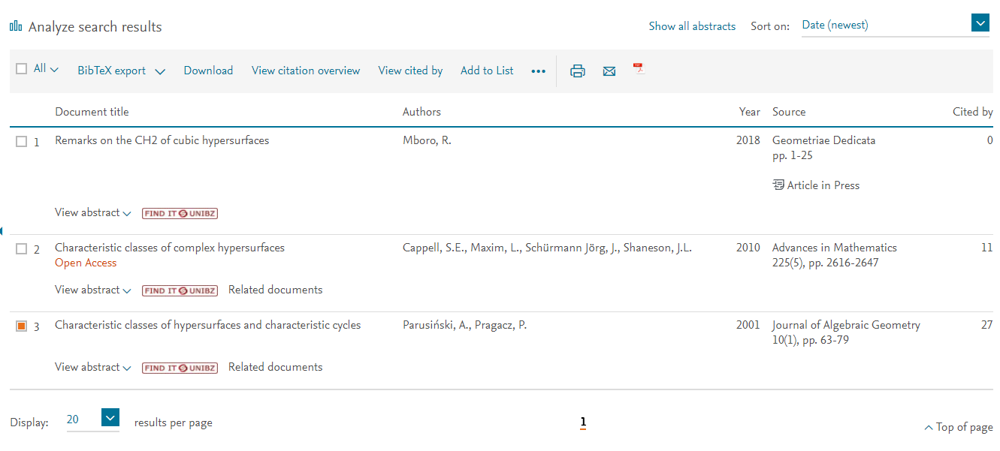 Analyze search results Show all abstracts Sort on: Date (newest)
All BibTeX export Download View citation overview View cited by Add to List ••• PDF
Document title Authors Year Source Cited by
1 Remarks on the CH2 of cubic hypersurfaces Mboro, R. 2018 Geometriae Dedicata 0
pp. 1-25
Article in Press
View abstract FIND IT UNIBZ
2 Characteristic classes of complex hypersurfaces Cappell, S.E., Maxim, L., Schürmann Jörg, J., Shaneson, J.L. 2010 Advances in Mathematics 11
Open Access 225(5), pp. 2616-2647
View abstract FIND IT UNIBZ Related documents
3 Characteristic classes of hypersurfaces and characteristic cycles Parusiński, A., Pragacz, P. 2001 Journal of Algebraic Geometry 27
10(1), pp. 63-79
View abstract FIND IT UNIBZ Related documents
Display: 20 results per page 1 Top of page